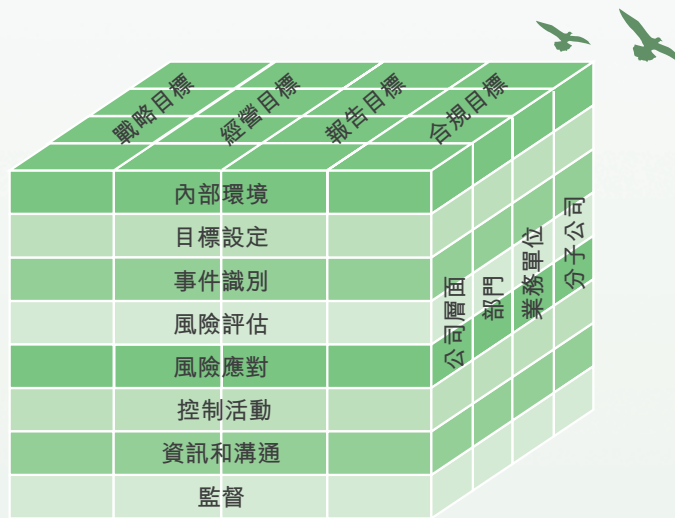 戰略目標
經營目標
報告目標
合規目標
內部環境
目標設定
事件識別
風險評估
風險應對
控制活動
資訊和溝通
監督
公司層面
部門
業務單位
分子公司